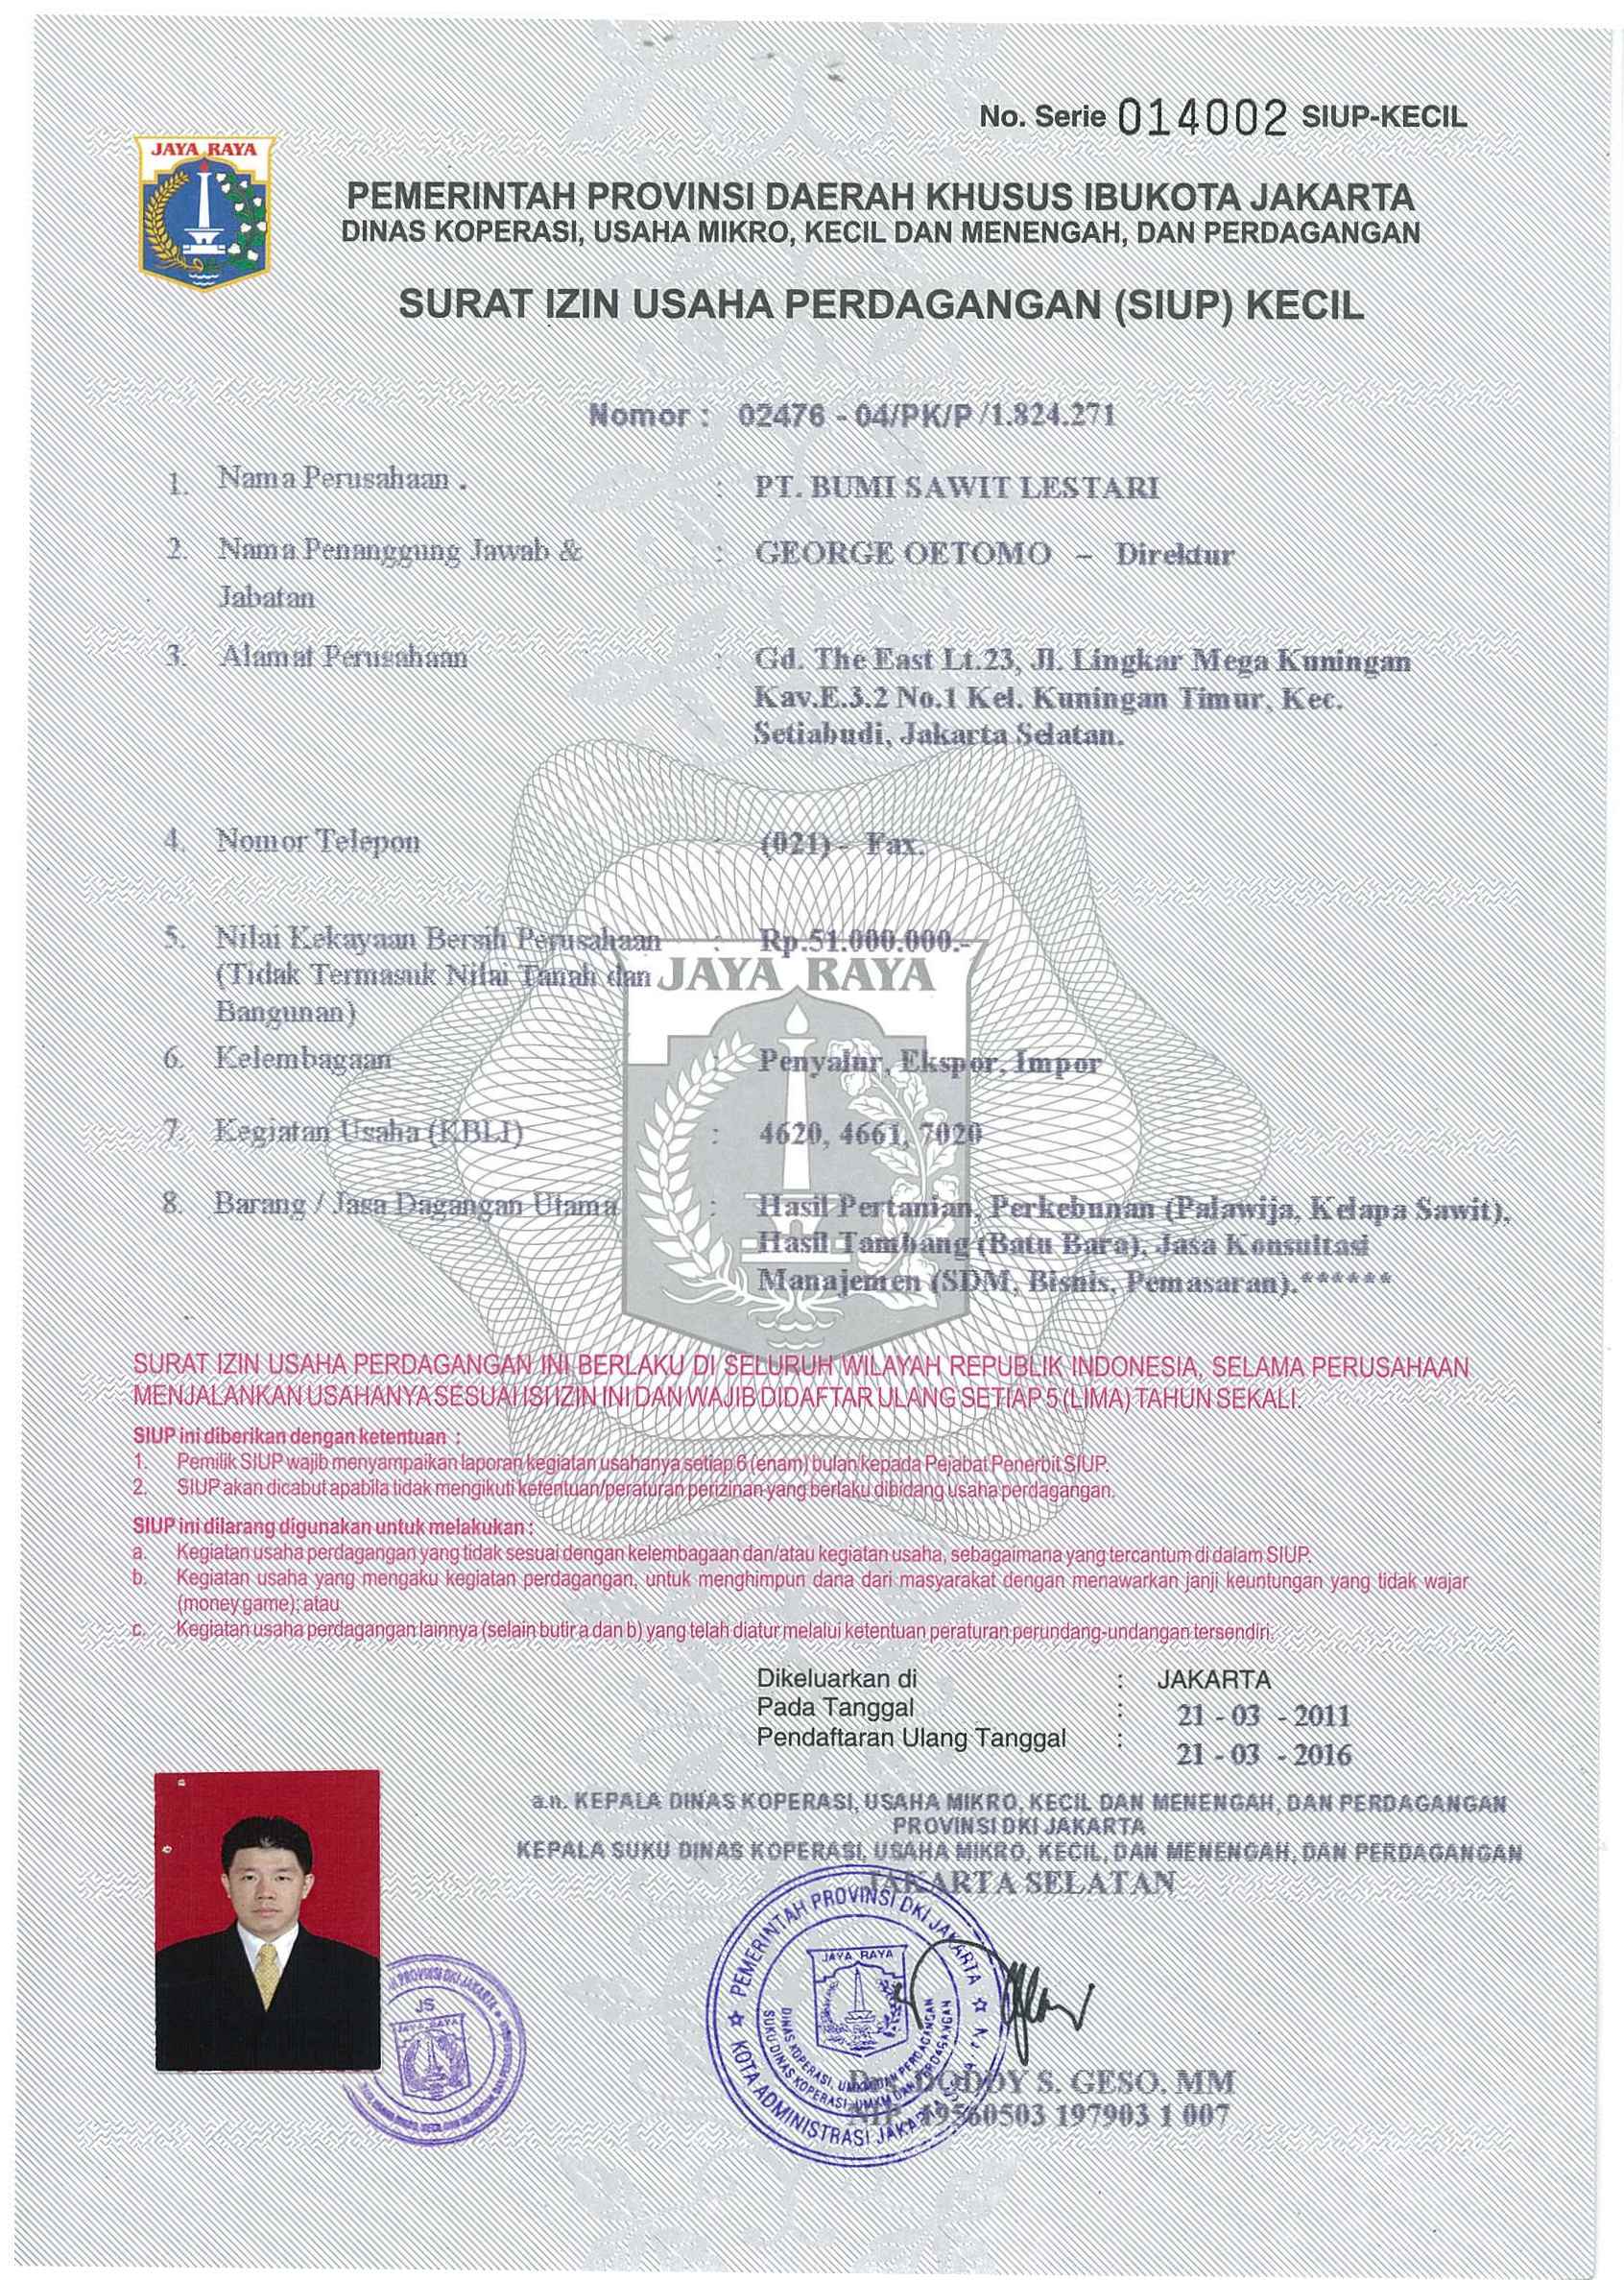 No. Serie 014002 SIUP-KECIL
JAYA RAYA
PEMERINTAH PROVINSI DAERAH KHUSUS IBUKOTA JAKARTA
DINAS KOPERASI, USAHA MIKRO, KECIL DAN MENENGAH, DAN PERDAGANGAN
SURAT IZIN USAHA PERDAGANGAN (SIUP) KECIL
Nomor : 02476 - 04/PK/P /1.824.271
1. Nama Perusahaan . : PT. BUMI SAWIT LESTARI
2. Nama Penanggung Jawab & : GEORGE OETOMO – Direktur
Jabatan
3. Alamat Perusahaan : Gd. The East Lt.23, Jl. Lingkar Mega Kuningan
Kav.E.3.2 No.1 Kel. Kuningan Timur, Kec.
Setiabudi, Jakarta Selatan.
4. Nomor Telepon : (021) - Fax.
5. Nilai Kekayaan Bersih Perusahaan : Rp.51.000.000.-
(Tidak Termasuk Nilai Tanah dan
Bangunan)
JAYA RAYA
6. Kelembagaan : Penyalur, Ekspor, Impor
7. Kegiatan Usaha (KBLI) : 4620, 4661, 7020
8. Barang / Jasa Dagangan Utama : Hasil Pertanian, Perkebunan (Palawija, Kelapa Sawit),
Hasil Tambang (Batu Bara), Jasa Konsultasi
Manajemen (SDM, Bisnis, Pemasaran).******
SURAT IZIN USAHA PERDAGANGAN INI BERLAKU DI SELURUH WILAYAH REPUBLIK INDONESIA, SELAMA PERUSAHAAN
MENJALANKAN USAHANYA SESUAI ISI IZIN INI DAN WAJIB DIDAFTAR ULANG SETIAP 5 (LIMA) TAHUN SEKALI.
SIUP ini diberikan dengan ketentuan :
1. Pemilik SIUP wajib menyampaikan laporan kegiatan usahanya setiap 6 (enam) bulan kepada Pejabat Penerbit SIUP.
2. SIUP akan dicabut apabila tidak mengikuti ketentuan/peraturan perizinan yang berlaku dibidang usaha perdagangan.
SIUP ini dilarang digunakan untuk melakukan :
a. Kegiatan usaha perdagangan yang tidak sesuai dengan kelembagaan dan/atau kegiatan usaha, sebagaimana yang tercantum di dalam SIUP.
b. Kegiatan usaha yang mengaku kegiatan perdagangan, untuk menghimpun dana dari masyarakat dengan menawarkan janji keuntungan yang tidak wajar
(money game); atau
c. Kegiatan usaha perdagangan lainnya (selain butir a dan b) yang telah diatur melalui ketentuan peraturan perundang-undangan tersendiri.
Dikeluarkan di : JAKARTA
Pada Tanggal : 21 - 03 - 2011
Pendaftaran Ulang Tanggal : 21 - 03 - 2016
a.n. KEPALA DINAS KOPERASI, USAHA MIKRO, KECIL DAN MENENGAH, DAN PERDAGANGAN
PROVINSI DKI JAKARTA
KEPALA SUKU DINAS KOPERASI, USAHA MIKRO, KECIL, DAN MENENGAH, DAN PERDAGANGAN
JAKARTA SELATAN
PEMERINTAH PROVINSI DKI JAKARTA
JAYA RAYA
DINAS KOPERASI, UMKM DAN PERDAGANGAN
SUKU DINAS KOPERASI, UMKM DAN PERDAGANGAN
KOTA ADMINISTRASI JAKARTA SELATAN
PROVINSI DKI JAKARTA
JS
JAYA RAYA
Drs. DODDY S. GESO, MM
NIP. 19560503 197903 1 007